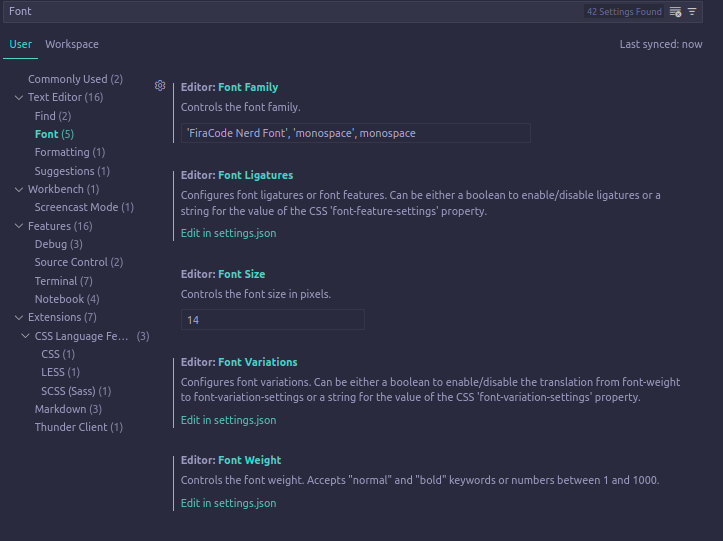 Font
42 Settings Found
User
Workspace
Last synced: now
Commonly Used (2)
Text Editor (16)
Find (2)
Font (5)
Formatting (1)
Suggestions (1)
Workbench (1)
Screencast Mode (1)
Features (16)
Debug (3)
Source Control (2)
Terminal (7)
Notebook (4)
Extensions (7)
CSS Language Fe... (3)
CSS (1)
LESS (1)
SCSS (Sass) (1)
Markdown (3)
Thunder Client (1)
Editor: Font Family
Controls the font family.
'FiraCode Nerd Font', 'monospace', monospace
Editor: Font Ligatures
Configures font ligatures or font features. Can be either a boolean to enable/disable ligatures or a
string for the value of the CSS 'font-feature-settings' property.
Edit in settings.json
Editor: Font Size
Controls the font size in pixels.
14
Editor: Font Variations
Configures font variations. Can be either a boolean to enable/disable the translation from font-weight
to font-variation-settings or a string for the value of the CSS 'font-variation-settings' property.
Edit in settings.json
Editor: Font Weight
Controls the font weight. Accepts "normal" and "bold" keywords or numbers between 1 and 1000.
Edit in settings.json